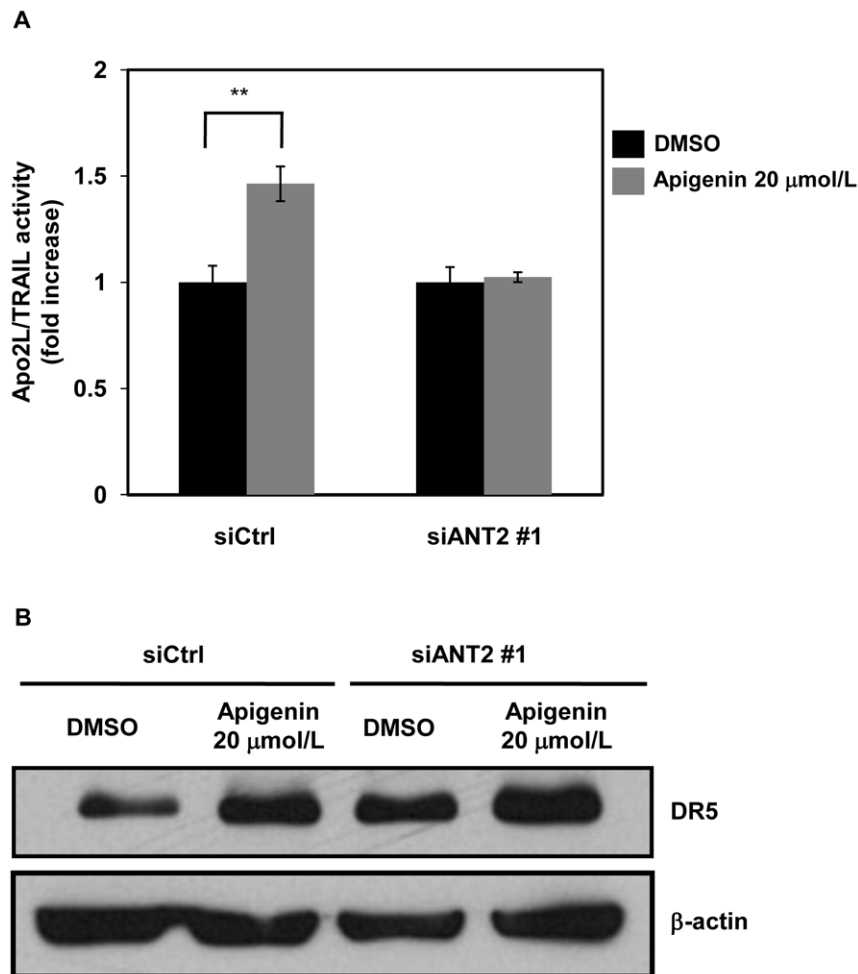 A
2
1.5
1
0.5
0
Apo2L/TRAIL activity
(fold increase)
**
DMSO
Apigenin 20 μmol/L
siCtrl
siANT2 #1
B
siCtrl
siANT2 #1
DMSO
Apigenin
20 μmol/L
DMSO
Apigenin
20 μmol/L
DR5
β-actin